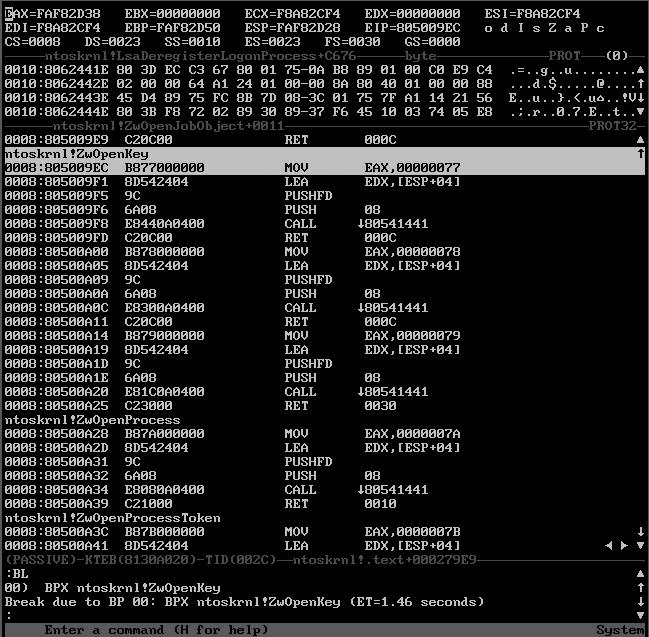 EAX=FAF82D38 EBX=00000000 ECX=F8A82CF4 EDX=00000000 ESI=F8A82CF4
EDI=F8A82CF4 EBP=FAF82D50 ESP=FAF82D28 EIP=805009EC o d I s Z a P c
CS=0008 DS=0023 SS=0010 ES=0023 FS=0030 GS=0000
ntoskrnl!LsaDeregisterLogonProcess+C676 byte PROT (0)
0010:8062441E 80 3D EC C3 67 80 01 75-0A B8 89 01 00 C0 E9 C4 .=..g..u........
0010:8062442E 02 00 00 64 A1 24 01 00-00 8A 80 40 01 00 00 88 ...d.$.....@....
0010:8062443E 45 D4 89 75 FC 8B 7D 08-3C 01 75 7F A1 14 21 56 E..u..}.<.u...!V
0010:8062444E 80 3B F8 72 02 89 30 89-37 F6 45 10 03 74 05 E8 .;.r..0.7.E..t..
ntoskrnl!ZwOpenJobObject+0011 PROT32
0008:805009E9 C20C00 RET 000C
ntoskrnl!ZwOpenKey
0008:805009EC B877000000 MOV EAX,00000077
0008:805009F1 8D542404 LEA EDX,[ESP+04]
0008:805009F5 9C PUSHFD
0008:805009F6 6A08 PUSH 08
0008:805009F8 E8440A0400 CALL ↓80541441
0008:805009FD C20C00 RET 000C
0008:80500A00 B878000000 MOV EAX,00000078
0008:80500A05 8D542404 LEA EDX,[ESP+04]
0008:80500A09 9C PUSHFD
0008:80500A0A 6A08 PUSH 08
0008:80500A0C E8300A0400 CALL ↓80541441
0008:80500A11 C20C00 RET 000C
0008:80500A14 B879000000 MOV EAX,00000079
0008:80500A19 8D542404 LEA EDX,[ESP+04]
0008:80500A1D 9C PUSHFD
0008:80500A1E 6A08 PUSH 08
0008:80500A20 E81C0A0400 CALL ↓80541441
0008:80500A25 C23000 RET 0030
ntoskrnl!ZwOpenProcess
0008:80500A28 B87A000000 MOV EAX,0000007A
0008:80500A2D 8D542404 LEA EDX,[ESP+04]
0008:80500A31 9C PUSHFD
0008:80500A32 6A08 PUSH 08
0008:80500A34 E8080A0400 CALL ↓80541441
0008:80500A39 C21000 RET 0010
ntoskrnl!ZwOpenProcessToken
0008:80500A3C B87B000000 MOV EAX,0000007B
0008:80500A41 8D542404 LEA EDX,[ESP+04]
(PASSIVE)-KTEB(8130A020)-TID(002C)—ntoskrnl!.text+000279E9
:BL
00) BPX ntoskrnl!ZwOpenKey
Break due to BP 00: BPX ntoskrnl!ZwOpenKey (ET=1.46 seconds)
:
Enter a command (H for help) System